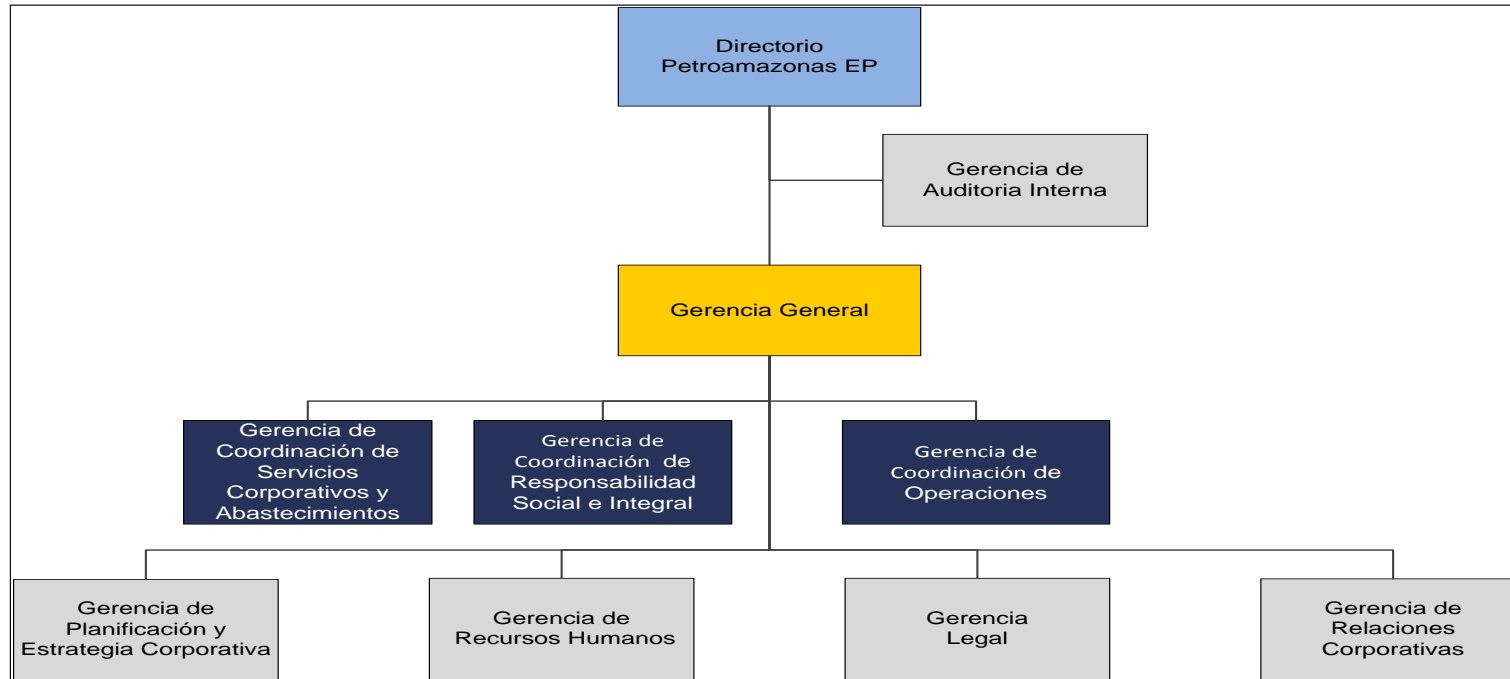 Directorio
Petroamazonas EP
Gerencia de
Auditoria Interna
Gerencia General
Gerencia de
Coordinación de
Servicios
Corporativos y
Abastecimientos
Gerencia de
Coordinación de
Responsabilidad
Social e Integral
Gerencia de
Coordinación de
Operaciones
Gerencia de
Planificación y
Estrategia Corporativa
Gerencia de
Recursos Humanos
Gerencia
Legal
Gerencia de
Relaciones
Corporativas